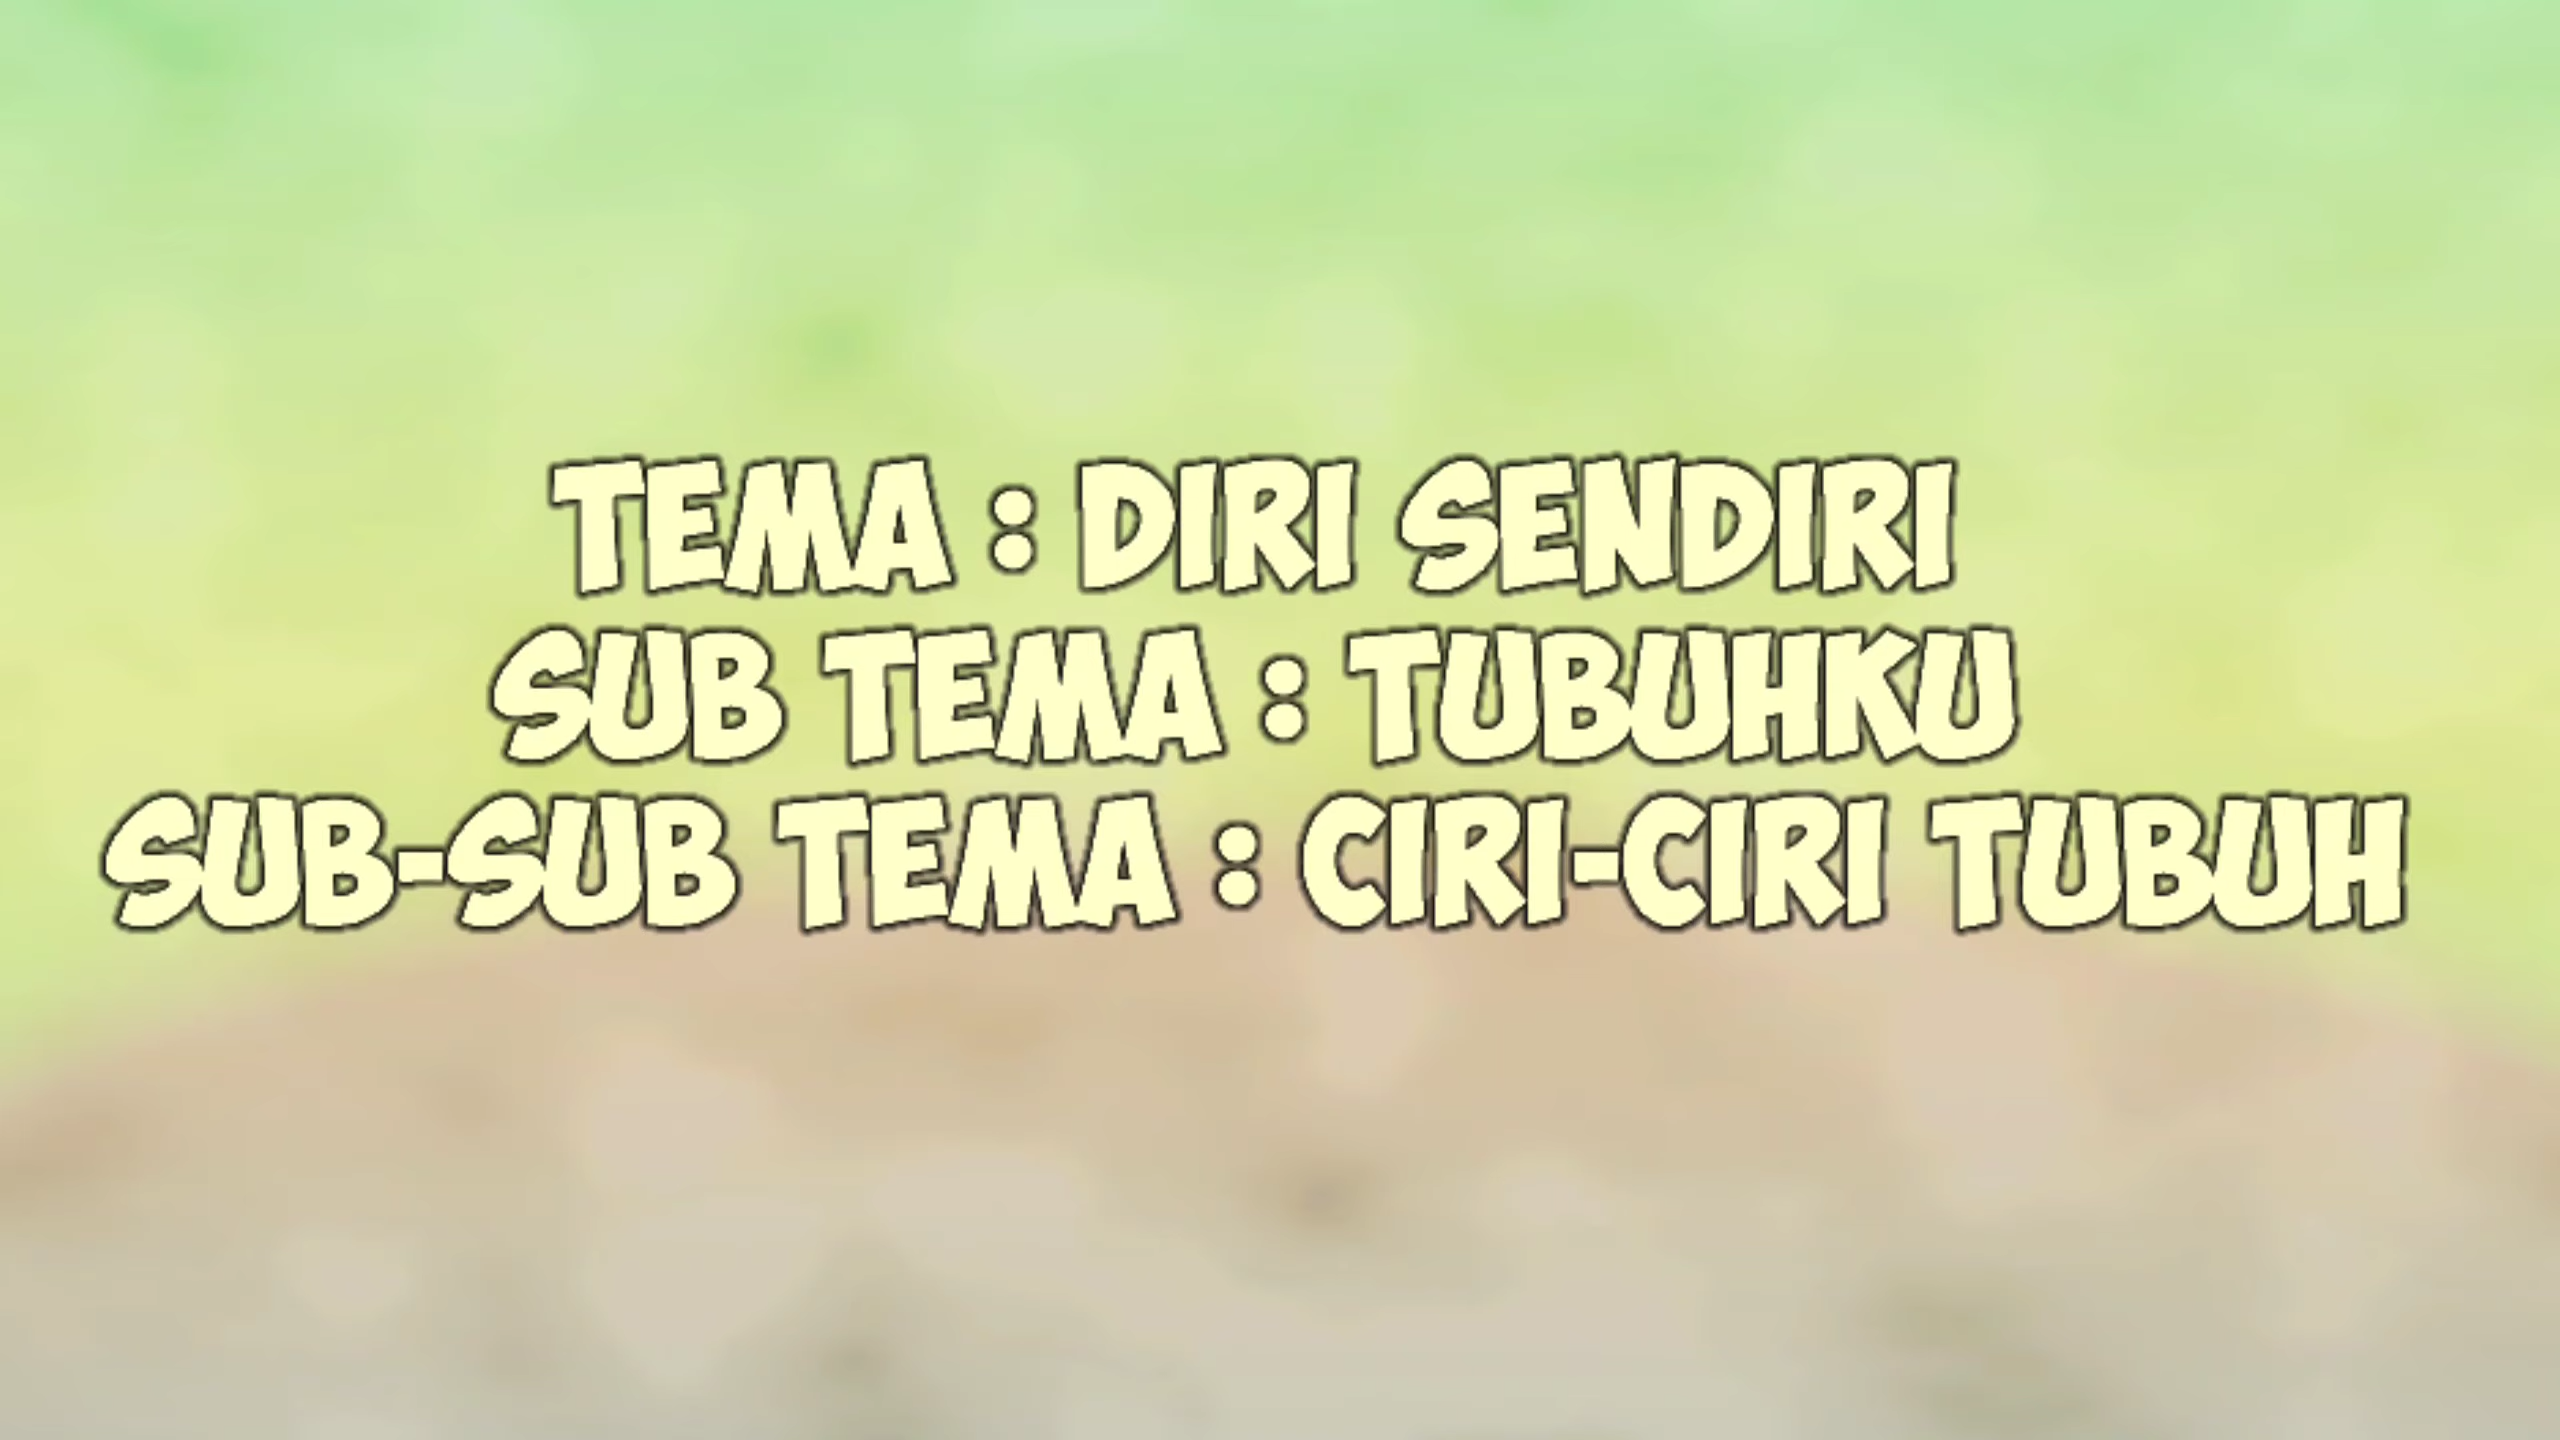 TEMA : DIRI SENDIRI
SUB TEMA : TUBUHKU
SUB-SUB TEMA : CIRI-CIRI TUBUH